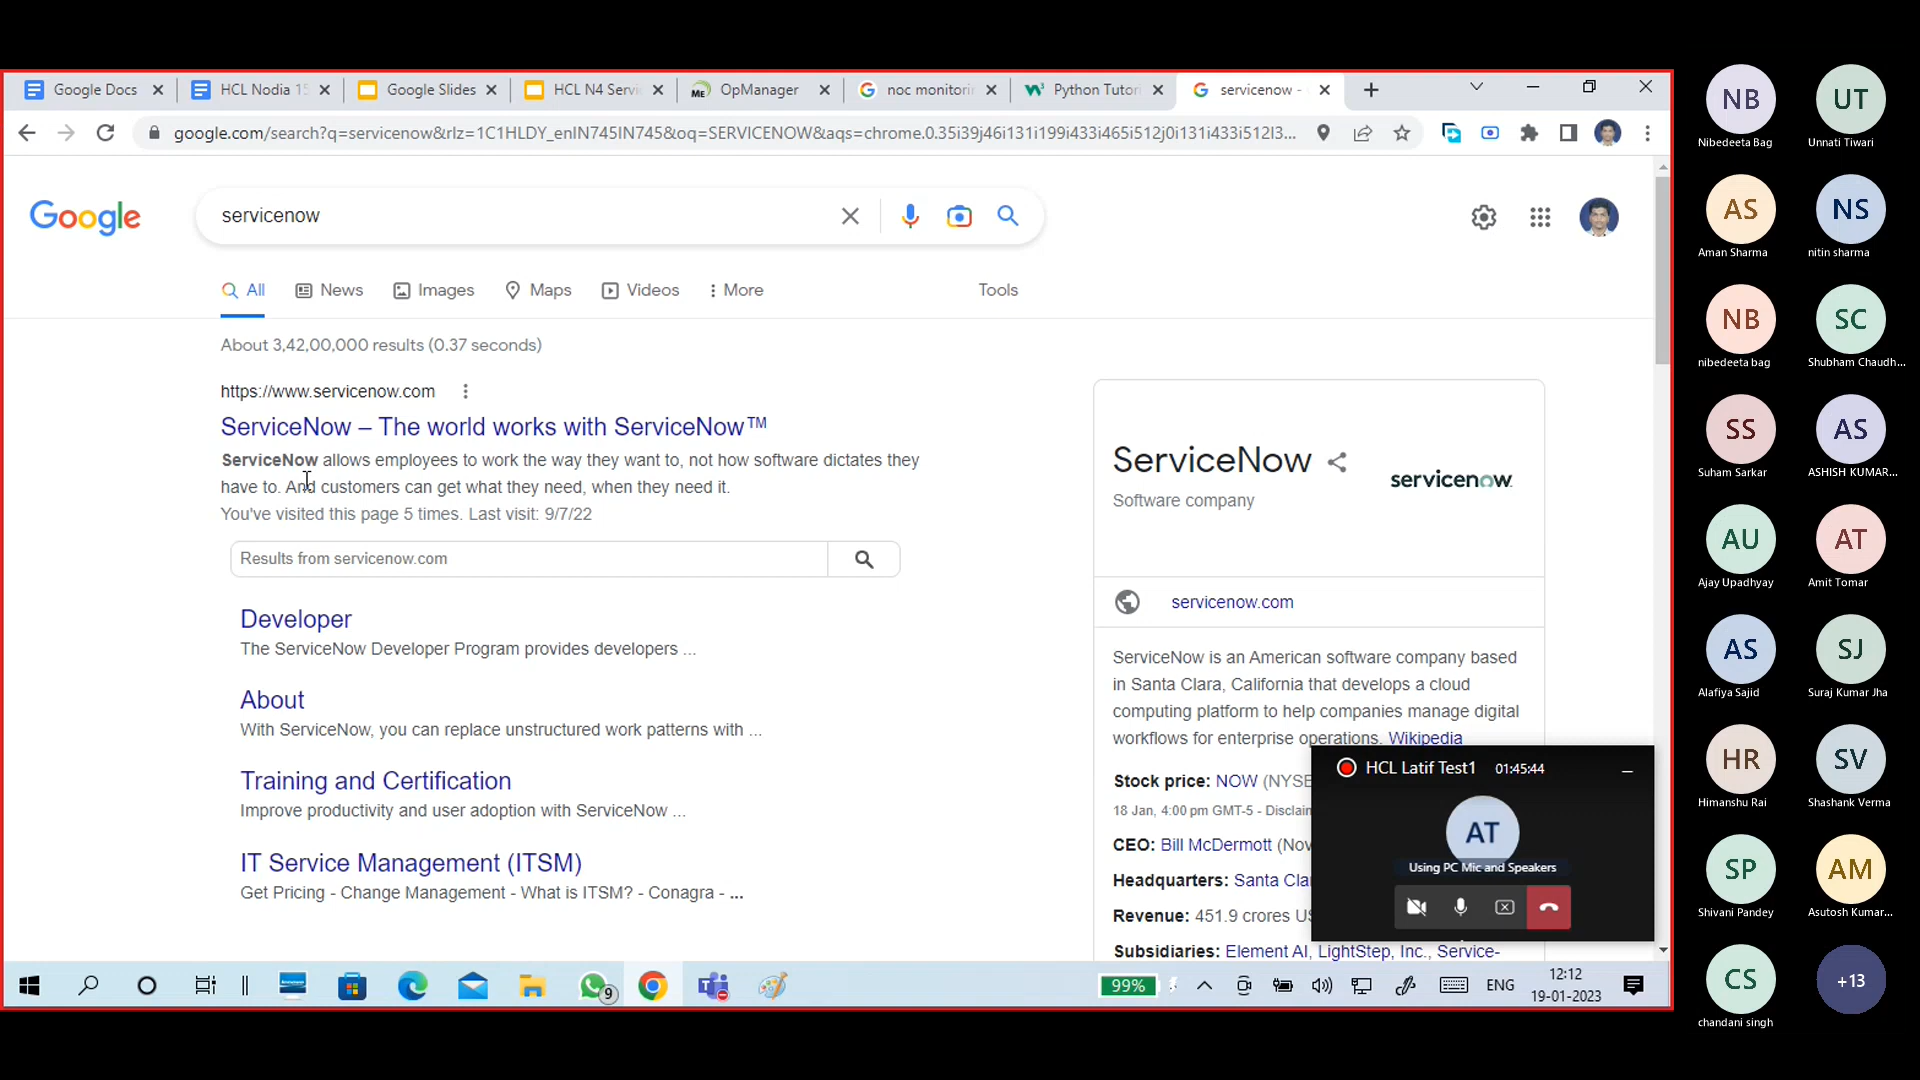 Google Docs
HCL Nodia 15
Google Slides
HCL N4 Servi
ME OpManager
noc monitorin
Python Tutori
servicenow -
google.com/search?q=servicenow&rlz=1C1HLDY_enIN745IN745&oq=SERVICENOW&aqs=chrome.0.35i39j46i131i199i433i465i512j0i131i433i512l3...
Google
servicenow
All
News
Images
Maps
Videos
More
Tools
About 3,42,00,000 results (0.37 seconds)
https://www.servicenow.com
ServiceNow – The world works with ServiceNow™
ServiceNow allows employees to work the way they want to, not how software dictates they
have to. And customers can get what they need, when they need it.
You've visited this page 5 times. Last visit: 9/7/22
Results from servicenow.com
Developer
The ServiceNow Developer Program provides developers ...
About
With ServiceNow, you can replace unstructured work patterns with ...
Training and Certification
Improve productivity and user adoption with ServiceNow ...
IT Service Management (ITSM)
Get Pricing - Change Management - What is ITSM? - Conagra - ...
ServiceNow
Software company
servicenow.
servicenow.com
ServiceNow is an American software company based
in Santa Clara, California that develops a cloud
computing platform to help companies manage digital
workflows for enterprise operations. Wikipedia
Stock price: NOW (NYSE
18 Jan, 4:00 pm GMT-5 - Disclaim
CEO: Bill McDermott (Nov
Headquarters: Santa Clar
Revenue: 451.9 crores US
Subsidiaries: Element AI, LightStep, Inc., Service-
HCL Latif Test1 01:45:44
AT
Using PC Mic and Speakers
9
99%
ENG
12:12
19-01-2023
NB
Nibedeeta Bag
UT
Unnati Tiwari
AS
Aman Sharma
NS
nitin sharma
NB
nibedeeta bag
SC
Shubham Chaudh...
SS
Suham Sarkar
AS
ASHISH KUMAR...
AU
Ajay Upadhyay
AT
Amit Tomar
AS
Alafiya Sajid
SJ
Suraj Kumar Jha
HR
Himanshu Rai
SV
Shashank Verma
SP
Shivani Pandey
AM
Asutosh Kumar...
CS
chandani singh
+13